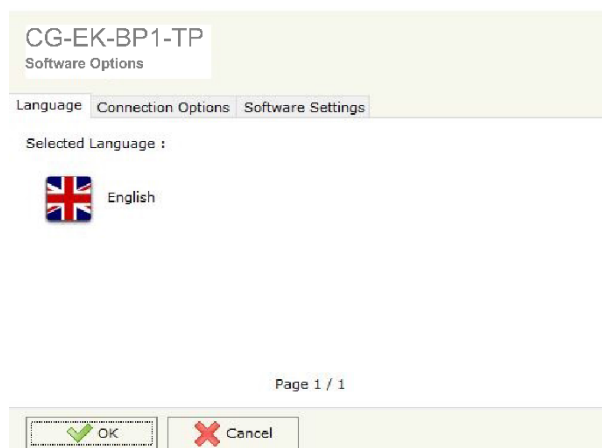 CG-EK-BP1-TP
Software Options
Language Connection Options Software Settings
Selected Language :
English
Page 1 / 1
OK Cancel